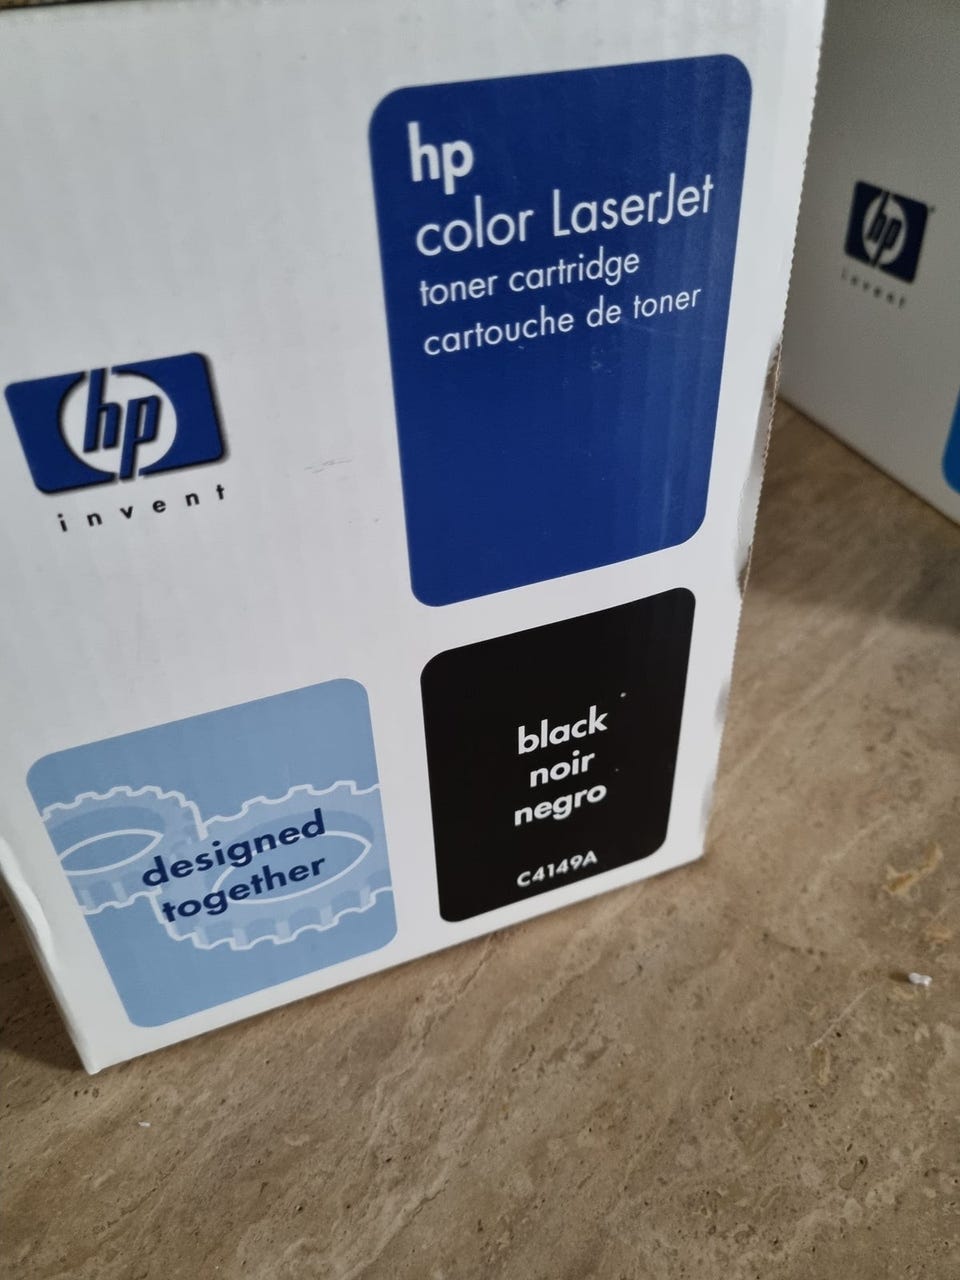 hp
color LaserJet
toner cartridge
cartouche de toner
hp
invent
designed
together
black
noir
negro
C4149A
hp
invent